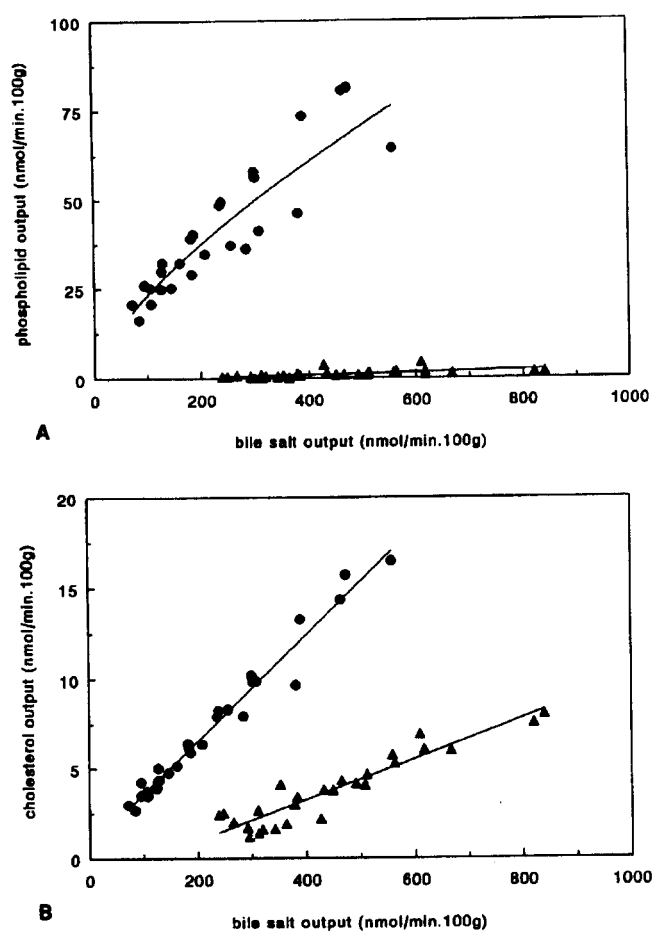 100
75
50
25
0
phospholipid output (nmol/min.100g)
0 200 400 600 800 1000
A
bile salt output (nmol/min.100g)
20
15
10
5
0
cholesterol output (nmol/min.100g)
0 200 400 600 800 1000
B
bile salt output (nmol/min.100g)